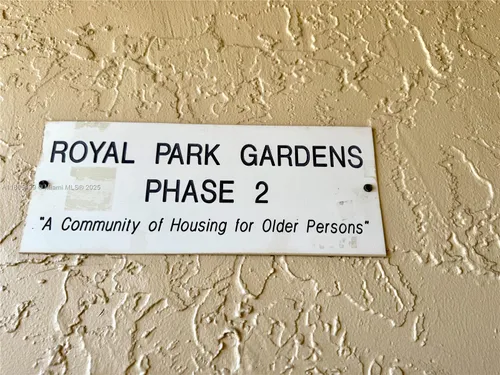 ROYAL PARK GARDENS
PHASE 2
"A Community of Housing for Older Persons"